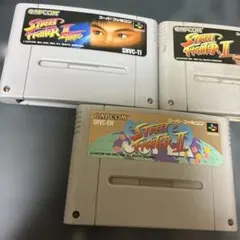 CAPCOM
スーパーファミコン
STREET
FIGHTER II
TURBO
SHVC-TI
CAPCOM
STREET
FIGHTER II
CAPCOM
スーパーファミコン
STREET
FIGHTER II